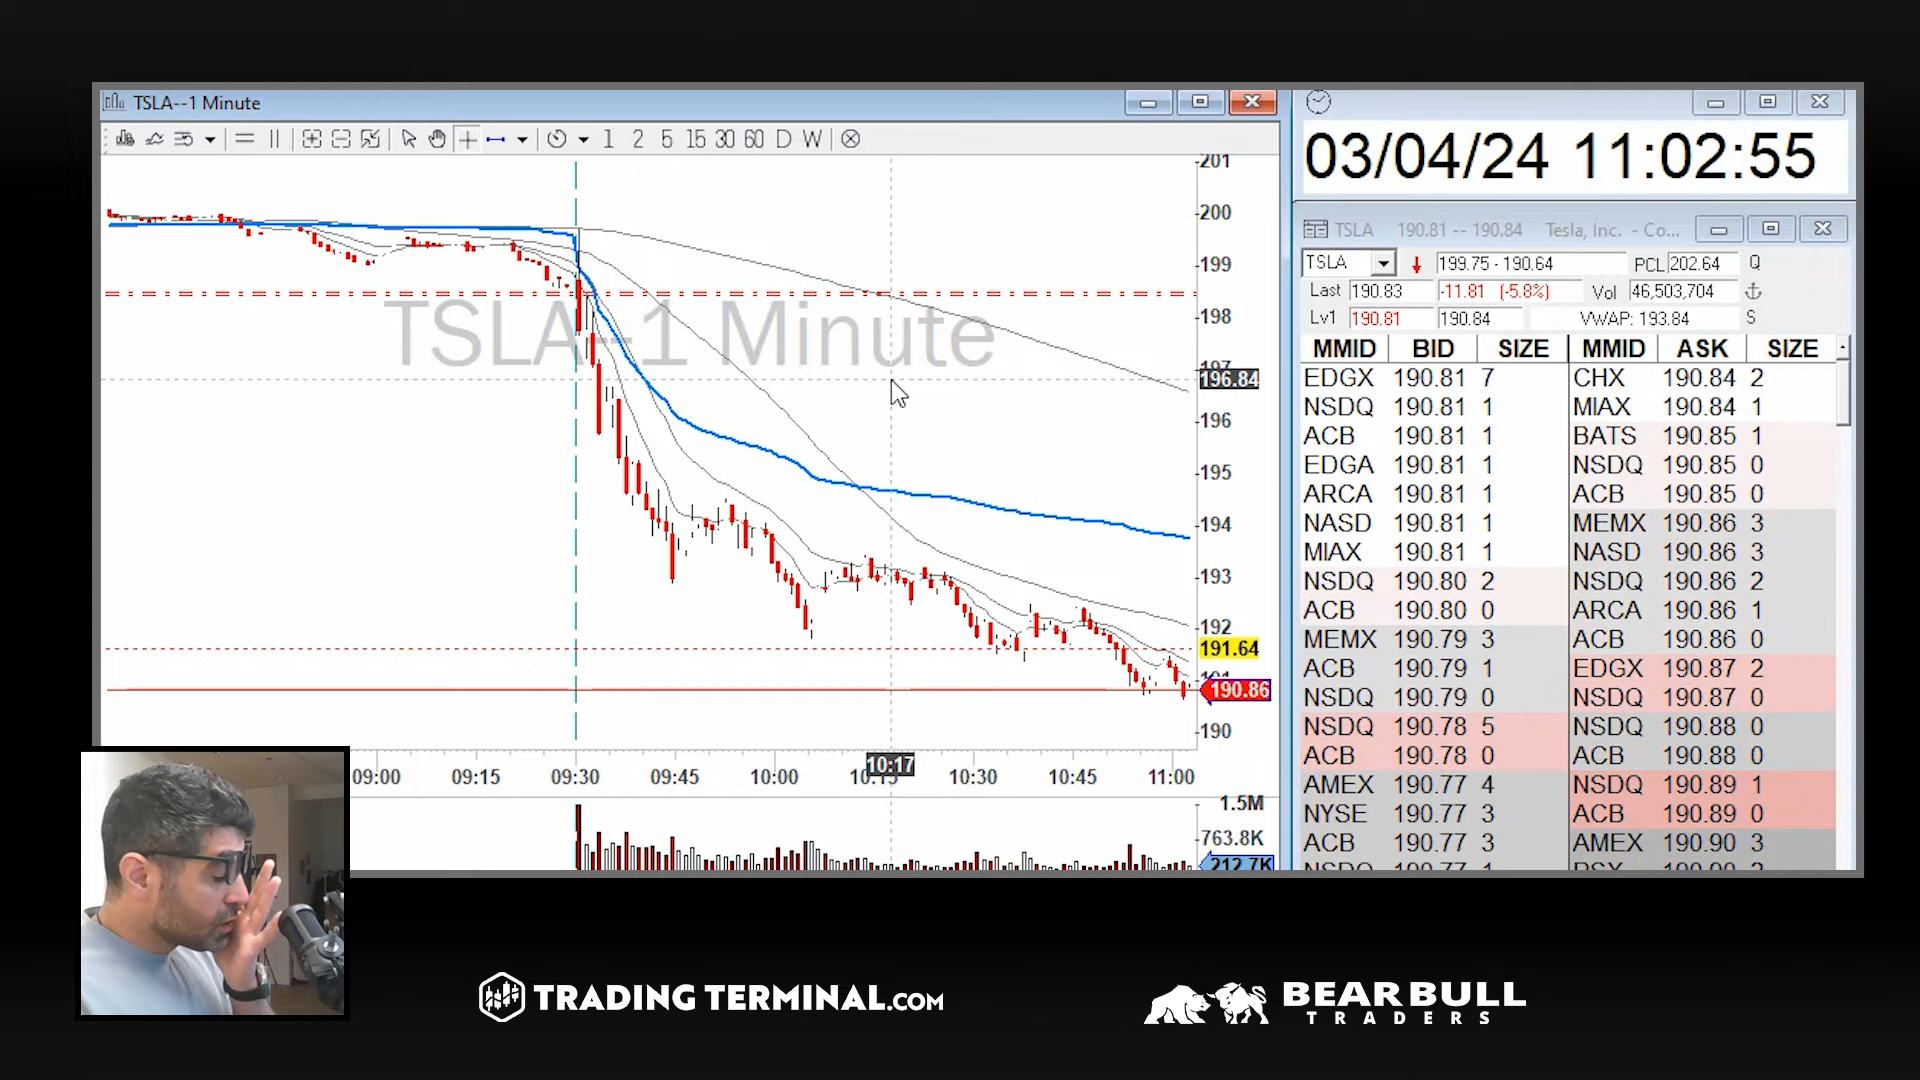 TSLA--1 Minute
1 2 5 15 30 60 D W
TSLA--1 Minute
201
200
199
198
197
196.84
196
195
194
193
192
191.64
190.86
190
09:00 09:15 09:30 09:45 10:00 10:17 10:30 10:45 11:00
1.5M
763.8K
212.7K
03/04/24 11:02:55
TSLA 190.81 -- 190.84 Tesla, Inc. - Co...
TSLA 199.75 - 190.64 PCL 202.64 Q
Last 190.83 -11.81 (-5.8%) Vol 46,503,704
Lv1 190.81 190.84 VWAP: 193.84 S
MMID BID SIZE MMID ASK SIZE
EDGX 190.81 7 CHX 190.84 2
NSDQ 190.81 1 MIAX 190.84 1
ACB 190.81 1 BATS 190.85 1
EDGA 190.81 1 NSDQ 190.85 0
ARCA 190.81 1 ACB 190.85 0
NASD 190.81 1 MEMX 190.86 3
MIAX 190.81 1 NASD 190.86 3
NSDQ 190.80 2 NSDQ 190.86 2
ACB 190.80 0 ARCA 190.86 1
MEMX 190.79 3 ACB 190.86 0
ACB 190.79 1 EDGX 190.87 2
NSDQ 190.79 0 NSDQ 190.87 0
NSDQ 190.78 5 NSDQ 190.88 0
ACB 190.78 0 ACB 190.88 0
AMEX 190.77 4 NSDQ 190.89 1
NYSE 190.77 3 ACB 190.89 0
ACB 190.77 3 AMEX 190.90 3
TRADING TERMINAL.COM
BEAR BULL
TRADERS